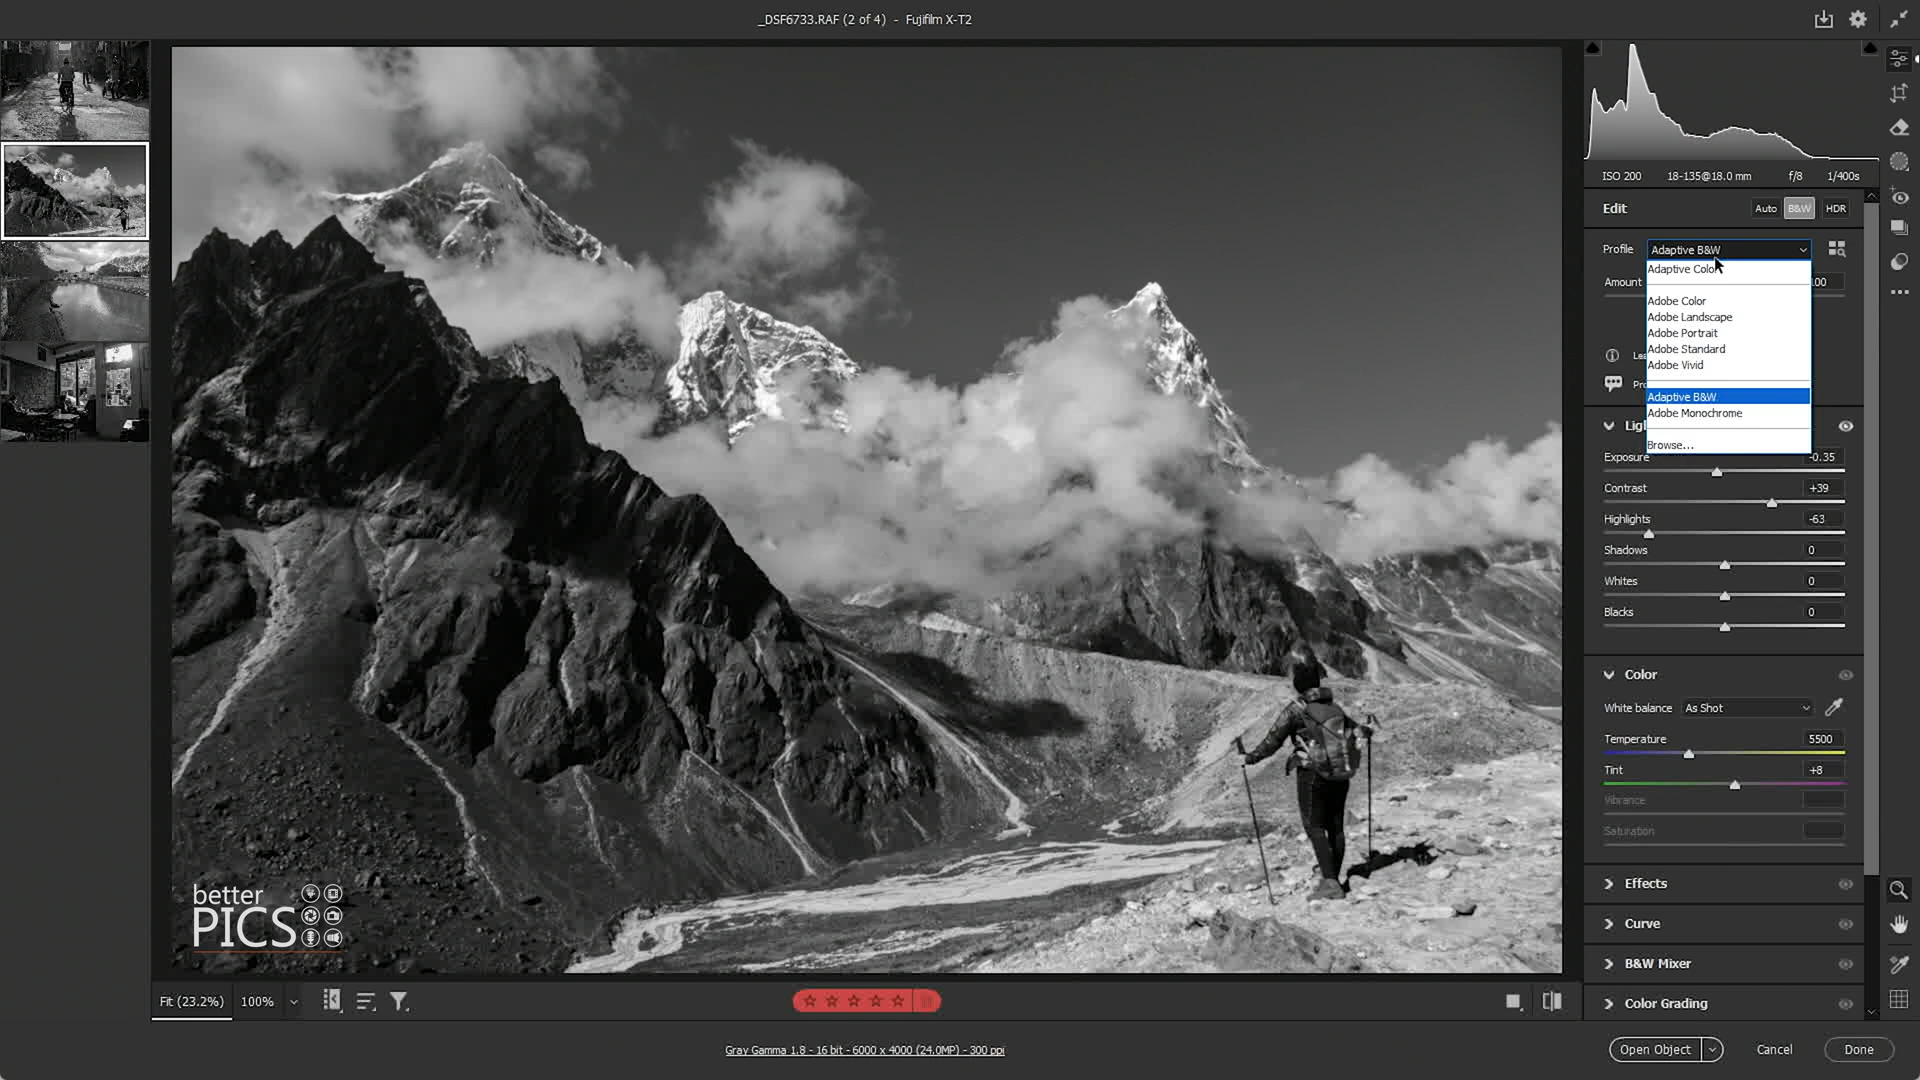 _DSF6733.RAF (2 of 4) - Fujifilm X-T2
ISO 200 18-135@18.0 mm f/8 1/400s
Edit Auto B&W HDR
Profile Adaptive B&W
Adaptive Color
Amount 100
Adobe Color
Adobe Landscape
Adobe Portrait
Adobe Standard
Adobe Vivid
Adaptive B&W
Adobe Monochrome
Browse...
Exposure -0.35
Contrast +39
Highlights -63
Shadows 0
Whites 0
Blacks 0
Color
White balance As Shot
Temperature 5500
Tint +8
Vibrance
Saturation
Effects
Curve
B&W Mixer
Color Grading
better
PICS
Fit (23.2%) 100%
Gray Gamma 1.8 - 16 bit - 6000 x 4000 (24.0MP) - 300 ppi
Open Object Cancel Done